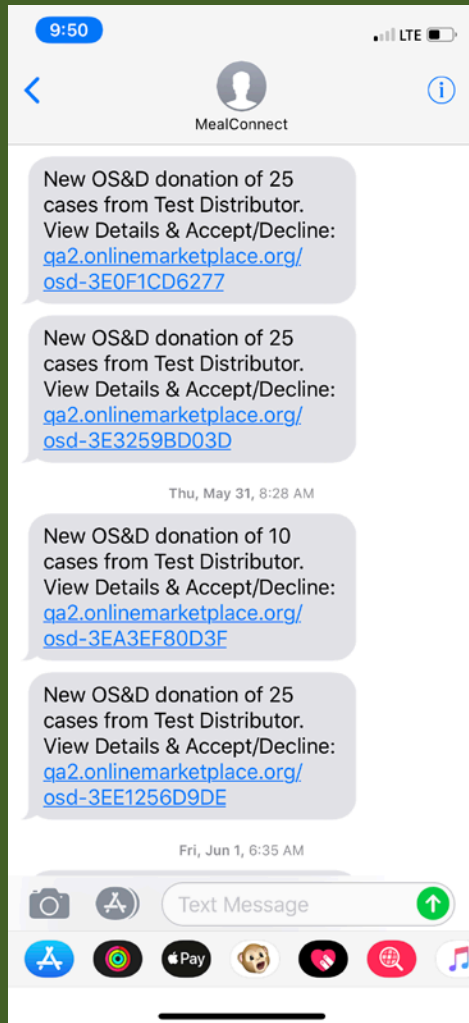 9:50
LTE
MealConnect
New OS&D donation of 25
cases from Test Distributor.
View Details & Accept/Decline:
qa2.onlinemarketplace.org/
osd-3E0F1CD6277
New OS&D donation of 25
cases from Test Distributor.
View Details & Accept/Decline:
qa2.onlinemarketplace.org/
osd-3E3259BD03D
Thu, May 31, 8:28 AM
New OS&D donation of 10
cases from Test Distributor.
View Details & Accept/Decline:
qa2.onlinemarketplace.org/
osd-3EA3EF80D3F
New OS&D donation of 25
cases from Test Distributor.
View Details & Accept/Decline:
qa2.onlinemarketplace.org/
osd-3EE1256D9DE
Fri, Jun 1, 6:35 AM
Text Message
Pay